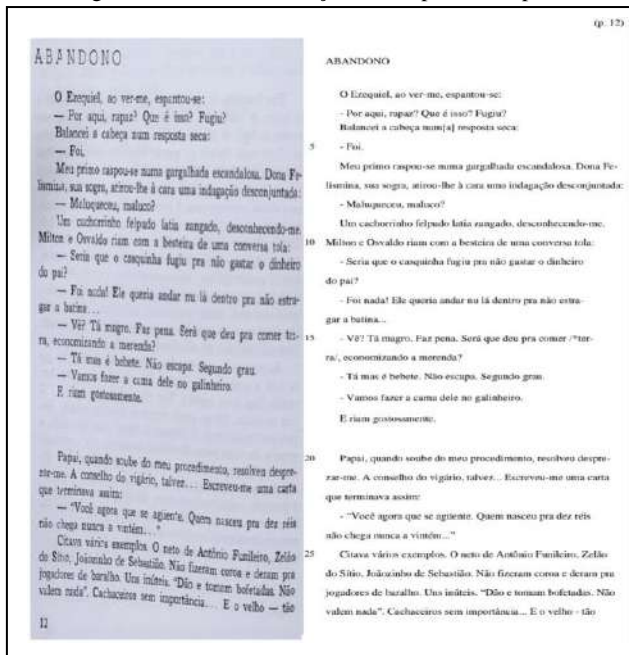 ABANDONO
O Ezequiel, ao ver-me, espantou-se:
— Por aqui, rapaz? Que é isso? Fugiu?
Balancei a cabeça num resposta seca:
— Foi.
Meu primo raspou-se numa gargalhada escandalosa. Dona Fe-
lismina, sua sogra, atirou-lhe à cara uma indagação desconjuntada:
— Maluqueceu, maluco?
Um cachorrinho felpudo latia zangado, desconhecendo-me.
Milton e Osvaldo riam com a besteira de uma conversa tola:
— Seria que o casquinha fugiu pra não gastar o dinheiro
do pai?
— Foi nada! Ele queria andar nu lá dentro pra não estra-
gar a batina...
— Vê? Tá magro. Faz pena. Será que deu pra comer ter-
ra, economizando a merenda?
— Tá mas é bebete. Não escapa. Segundo grau.
— Vamos fazer a cama dele no galinheiro.
E riam gostosamente.
Papai, quando soube do meu procedimento, resolveu despre-
zar-me. A conselho do vigário, talvez... Escreveu-me uma carta
que terminava assim:
— "Você agora que se agüente. Quem nasceu pra dez réis
não chega nunca a vintém..."
Citava vários exemplos. O neto de Antônio Funileiro, Zelão
do Sítio, Joãozinho de Sebastião. Não fizeram coroa e deram pra
jogadores de baralho. Uns inúteis. "Dão e tomam bofetadas. Não
valem nada". Cachaceiros sem importância... E o velho — tão
12
(p. 12)
ABANDONO
O Ezequiel, ao ver-me, espantou-se:
- Por aqui, rapaz? Que é isso? Fugiu?
Balancei a cabeça num[a] resposta seca:
5 - Foi.
Meu primo raspou-se numa gargalhada escandalosa. Dona Fe-
lismina, sua sogra, atirou-lhe à cara uma indagação desconjuntada:
- Maluqueceu, maluco?
Um cachorrinho felpudo latia zangado, desconhecendo-me.
10 Milton e Osvaldo riam com a besteira de uma conversa tola:
- Seria que o casquinha fugiu pra não gastar o dinheiro
do pai?
- Foi nada! Ele queria andar nu lá dentro pra não estra-
gar a batina...
15 - Vê? Tá magro. Faz pena. Será que deu pra comer /*ter-
ra/, economizando a merenda?
- Tá mas é bebete. Não escapa. Segundo grau.
- Vamos fazer a cama dele no galinheiro.
E riam gostosamente.
20 Papai, quando soube do meu procedimento, resolveu despre-
zar-me. A conselho do vigário, talvez... Escreveu-me uma carta
que terminava assim:
- "Você agora que se agüente. Quem nasceu pra dez réis
não chega nunca a vintém..."
25 Citava vários exemplos. O neto de Antônio Funileiro, Zelão
do Sítio, Joãozinho de Sebastião. Não fizeram coroa e deram pra
jogadores de baralho. Uns inúteis. "Dão e tomam bofetadas. Não
valem nada". Cachaceiros sem importância... E o velho - tão